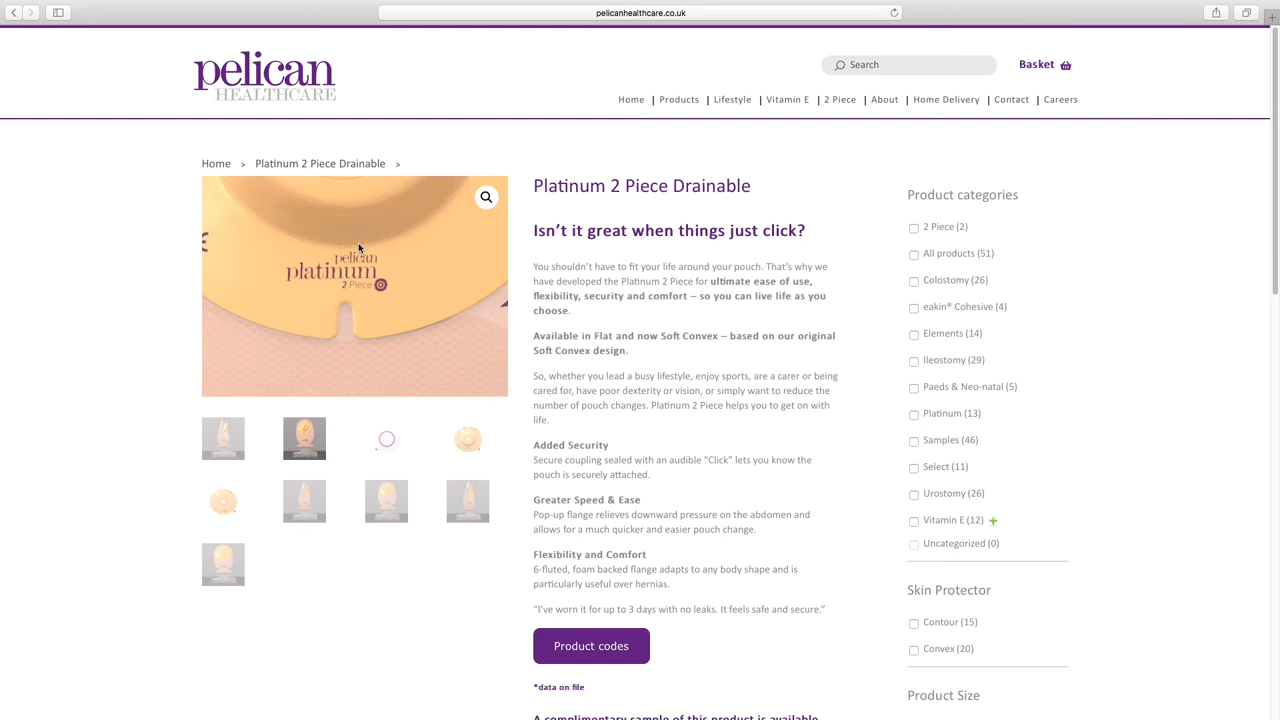 pelicanhealthcare.co.uk
pelican
HEALTHCARE
Search
Basket
Home | Products | Lifestyle | Vitamin E | 2 Piece | About | Home Delivery | Contact | Careers
Home > Platinum 2 Piece Drainable >
pelican
platinum
2 Piece
Platinum 2 Piece Drainable
Isn’t it great when things just click?
You shouldn’t have to fit your life around your pouch. That’s why we
have developed the Platinum 2 Piece for ultimate ease of use,
flexibility, security and comfort – so you can live life as you
choose.
Available in Flat and now Soft Convex – based on our original
Soft Convex design.
So, whether you lead a busy lifestyle, enjoy sports, are a carer or being
cared for, have poor dexterity or vision, or simply want to reduce the
number of pouch changes. Platinum 2 Piece helps you to get on with
life.
Added Security
Secure coupling sealed with an audible “Click” lets you know the
pouch is securely attached.
Greater Speed & Ease
Pop-up flange relieves downward pressure on the abdomen and
allows for a much quicker and easier pouch change.
Flexibility and Comfort
6-fluted, foam backed flange adapts to any body shape and is
particularly useful over hernias.
“I’ve worn it for up to 3 days with no leaks. It feels safe and secure.”
Product codes
*data on file
A complimentary sample of this product is available
Product categories
2 Piece (2)
All products (51)
Colostomy (26)
eakin® Cohesive (4)
Elements (14)
Ileostomy (29)
Paeds & Neo-natal (5)
Platinum (13)
Samples (46)
Select (11)
Urostomy (26)
Vitamin E (12)
Uncategorized (0)
Skin Protector
Contour (15)
Convex (20)
Product Size